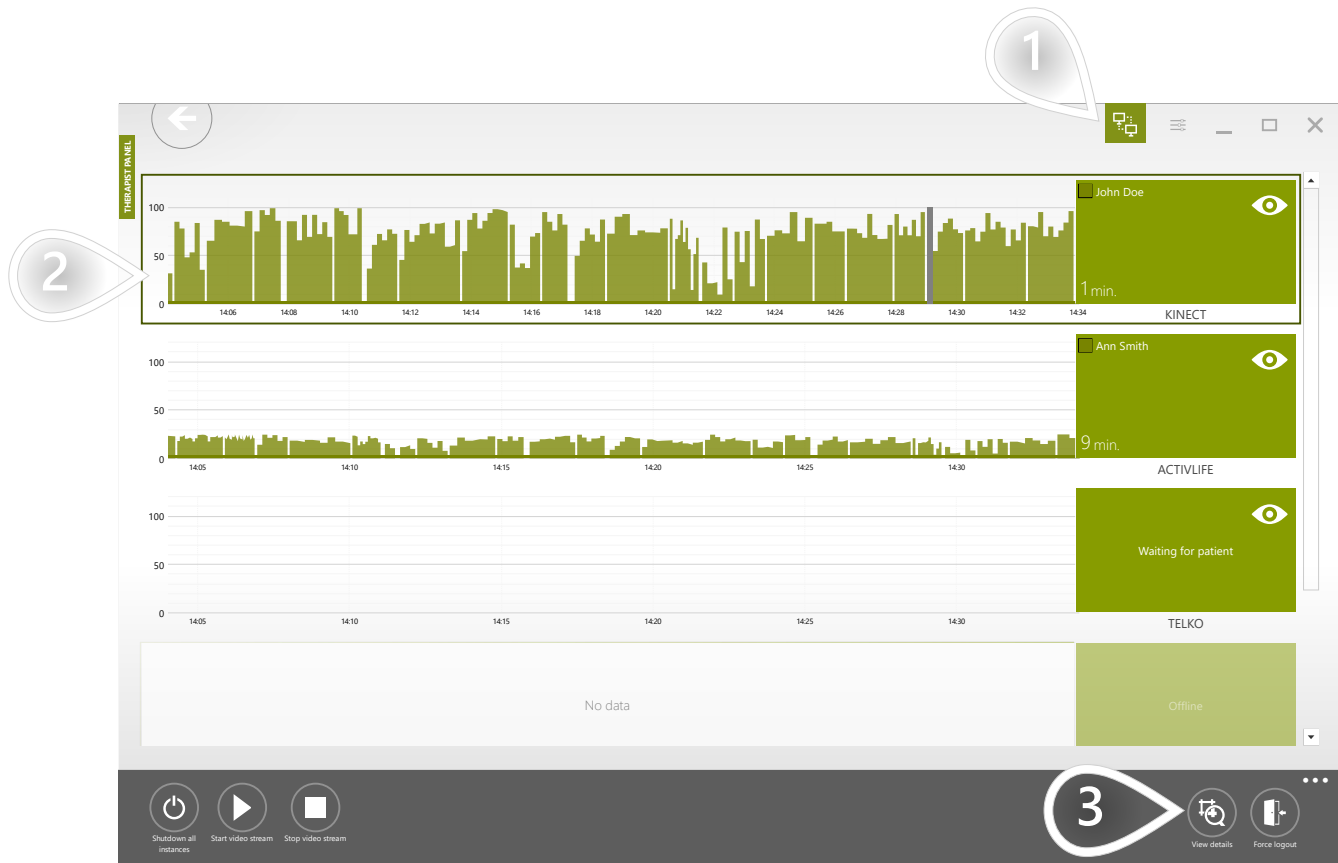 1
THERAPIST PANEL
2
100
50
0
14:06 14:08 14:10 14:12 14:14 14:16 14:18 14:20 14:22 14:24 14:26 14:28 14:30 14:32 14:34
John Doe
1 min.
KINECT
100
50
0
14:05 14:10 14:15 14:20 14:25 14:30
Ann Smith
9 min.
ACTIVLIFE
100
50
0
14:05 14:10 14:15 14:20 14:25 14:30
Waiting for patient
TELKO
No data
Offline
Shutdown all
instances
Start video stream
Stop video stream
3
View details
Force logout